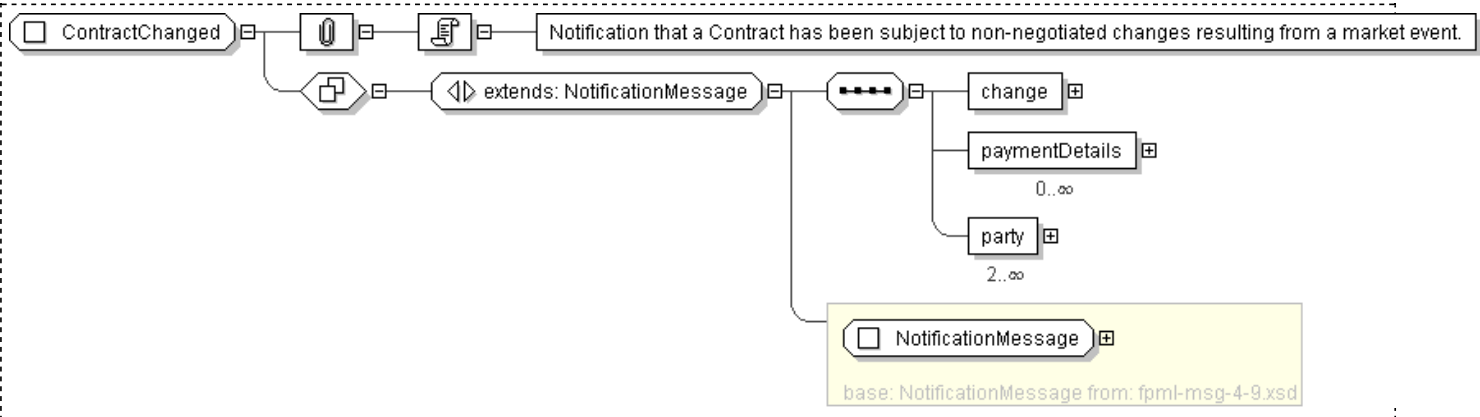 ContractChanged
Notification that a Contract has been subject to non-negotiated changes resulting from a market event.
extends: NotificationMessage
change
paymentDetails
0..∞
party
2..∞
NotificationMessage
base: NotificationMessage from: fpml-msg-4-9.xsd